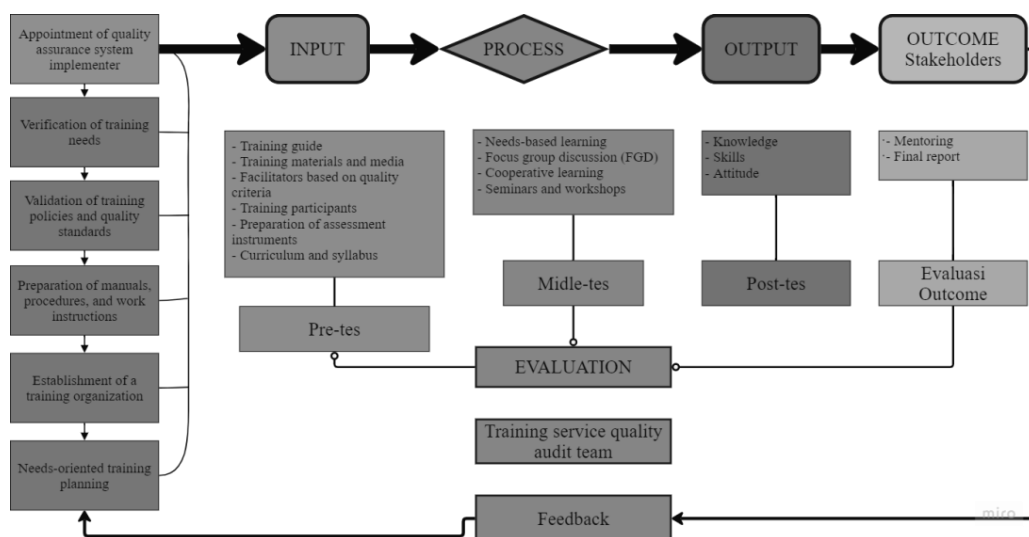 Appointment of quality
assurance system
implementer
Verification of training
needs
Validation of training
policies and quality
standards
Preparation of manuals,
procedures, and work
instructions
Establishment of a
training organization
Needs-oriented training
planning
INPUT
PROCESS
OUTPUT
OUTCOME
Stakeholders
- Training guide
- Training materials and media
- Facilitators based on quality
criteria
- Training participants
- Preparation of assessment
instruments
- Curriculum and syllabus
- Needs-based learning
- Focus group discussion (FGD)
- Cooperative learning
- Seminars and workshops
- Knowledge
- Skills
- Attitude
- Mentoring
- Final report
Pre-tes
Midle-tes
Post-tes
Evaluasi
Outcome
EVALUATION
Training service quality
audit team
Feedback
miro